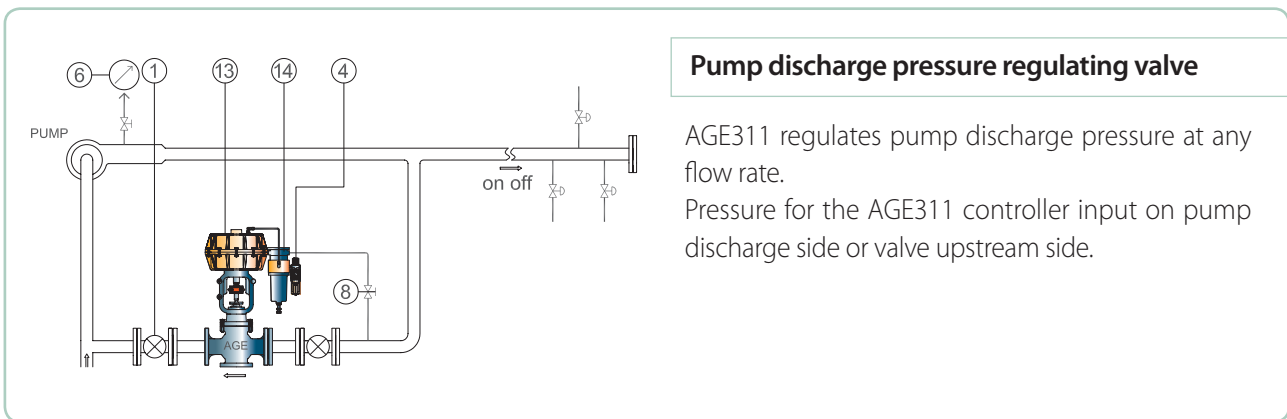 6
1
13
14
4
PUMP
on off
8
AGE
Pump discharge pressure regulating valve
AGE311 regulates pump discharge pressure at any
flow rate.
Pressure for the AGE311 controller input on pump
discharge side or valve upstream side.